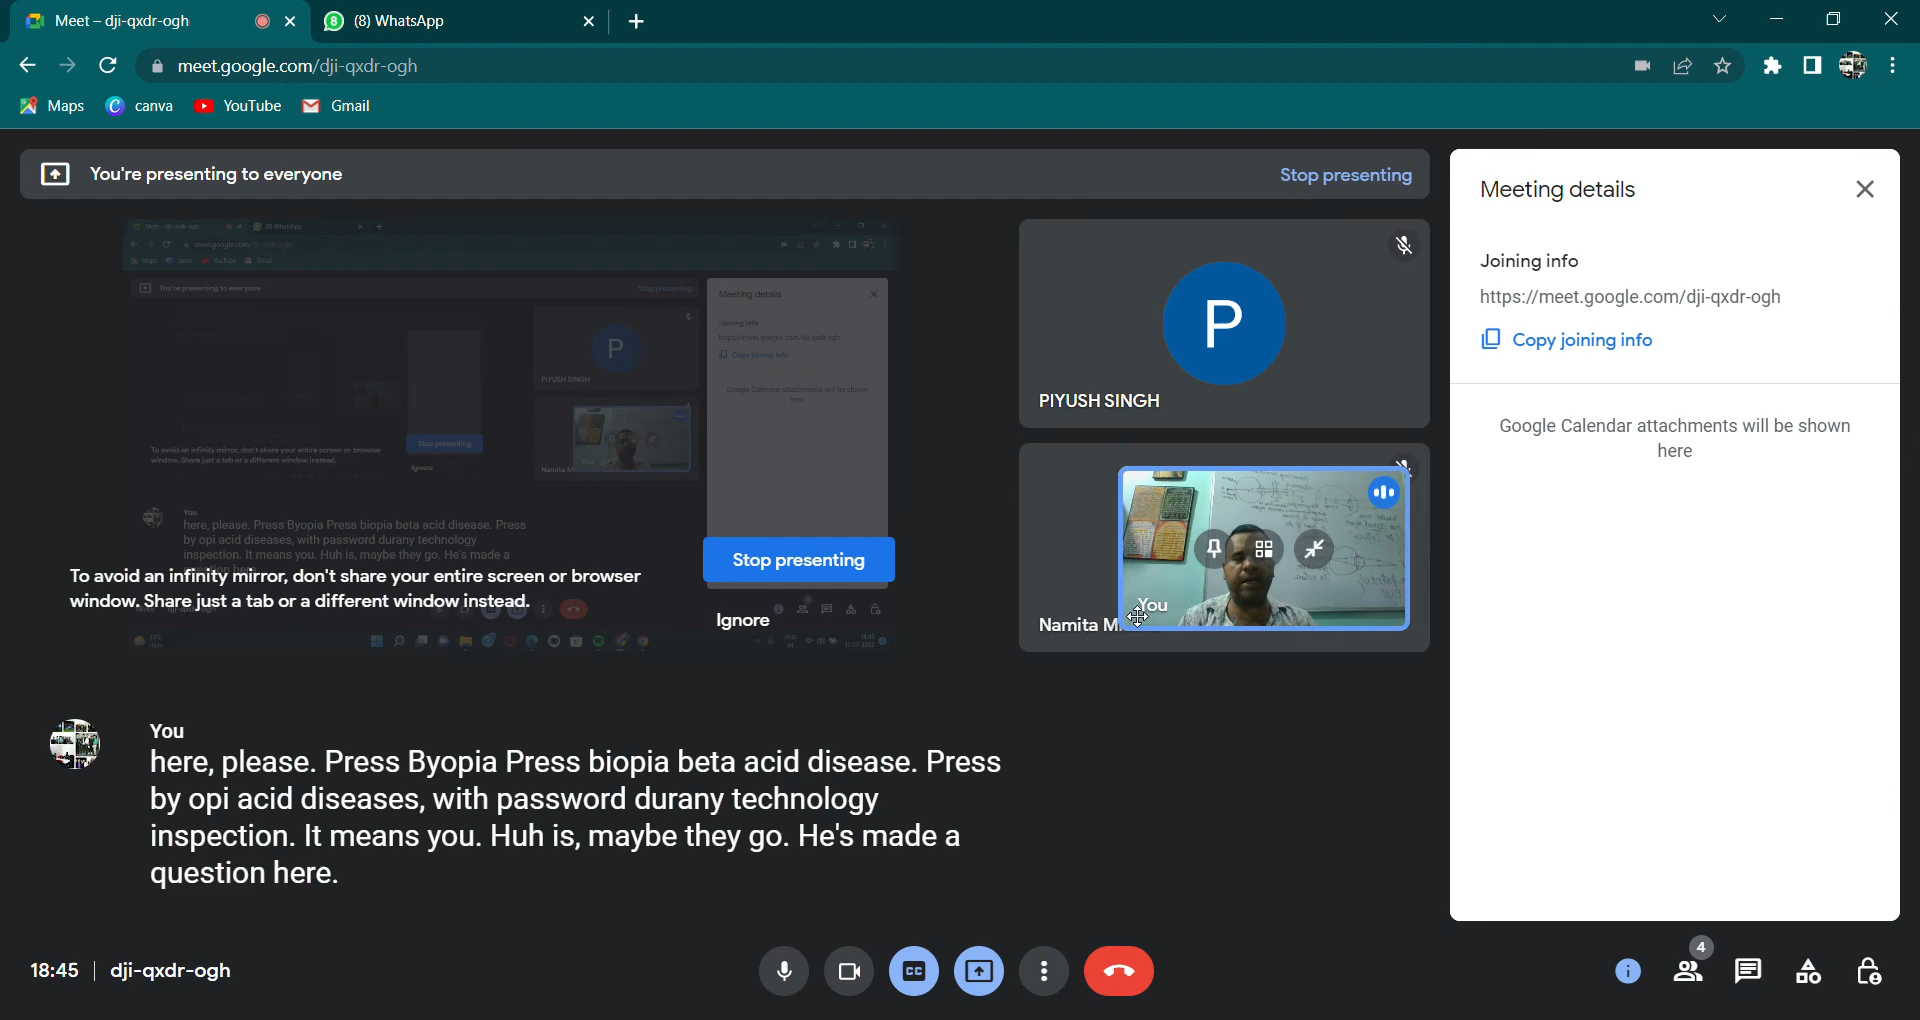 Meet – dji-qxdr-ogh
(8) WhatsApp
meet.google.com/dji-qxdr-ogh
Maps
canva
YouTube
Gmail
You're presenting to everyone
Stop presenting
P
PIYUSH SINGH
You
Namita M
Meeting details
Joining info
https://meet.google.com/dji-qxdr-ogh
Copy joining info
Google Calendar attachments will be shown
here
To avoid an infinity mirror, don't share your entire screen or browser
window. Share just a tab or a different window instead.
Stop presenting
Ignore
You
here, please. Press Byopia Press biopia beta acid disease. Press
by opi acid diseases, with password durany technology
inspection. It means you. Huh is, maybe they go. He's made a
question here.
18:45 | dji-qxdr-ogh
CC
4